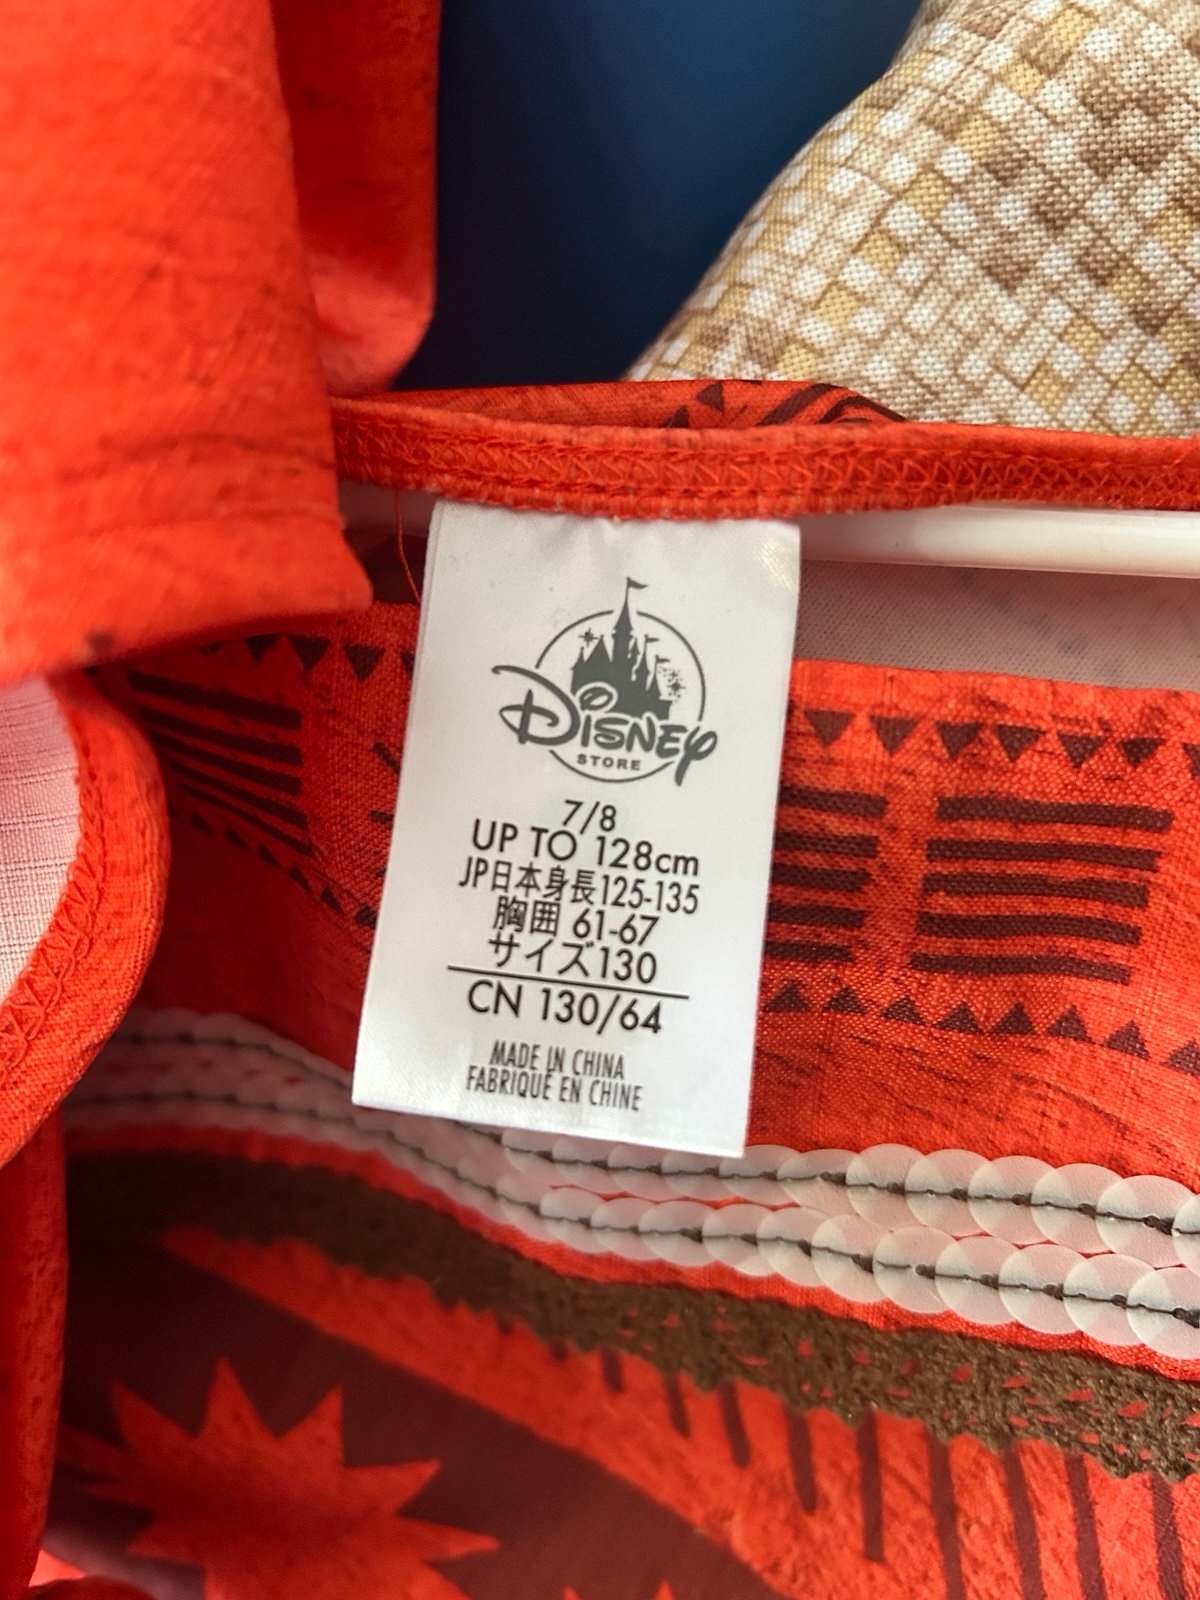 Disney
STORE
7/8
UP TO 128cm
JP日本身長125-135
胸囲 61-67
サイズ130
CN 130/64
MADE IN CHINA
FABRIQUÉ EN CHINE